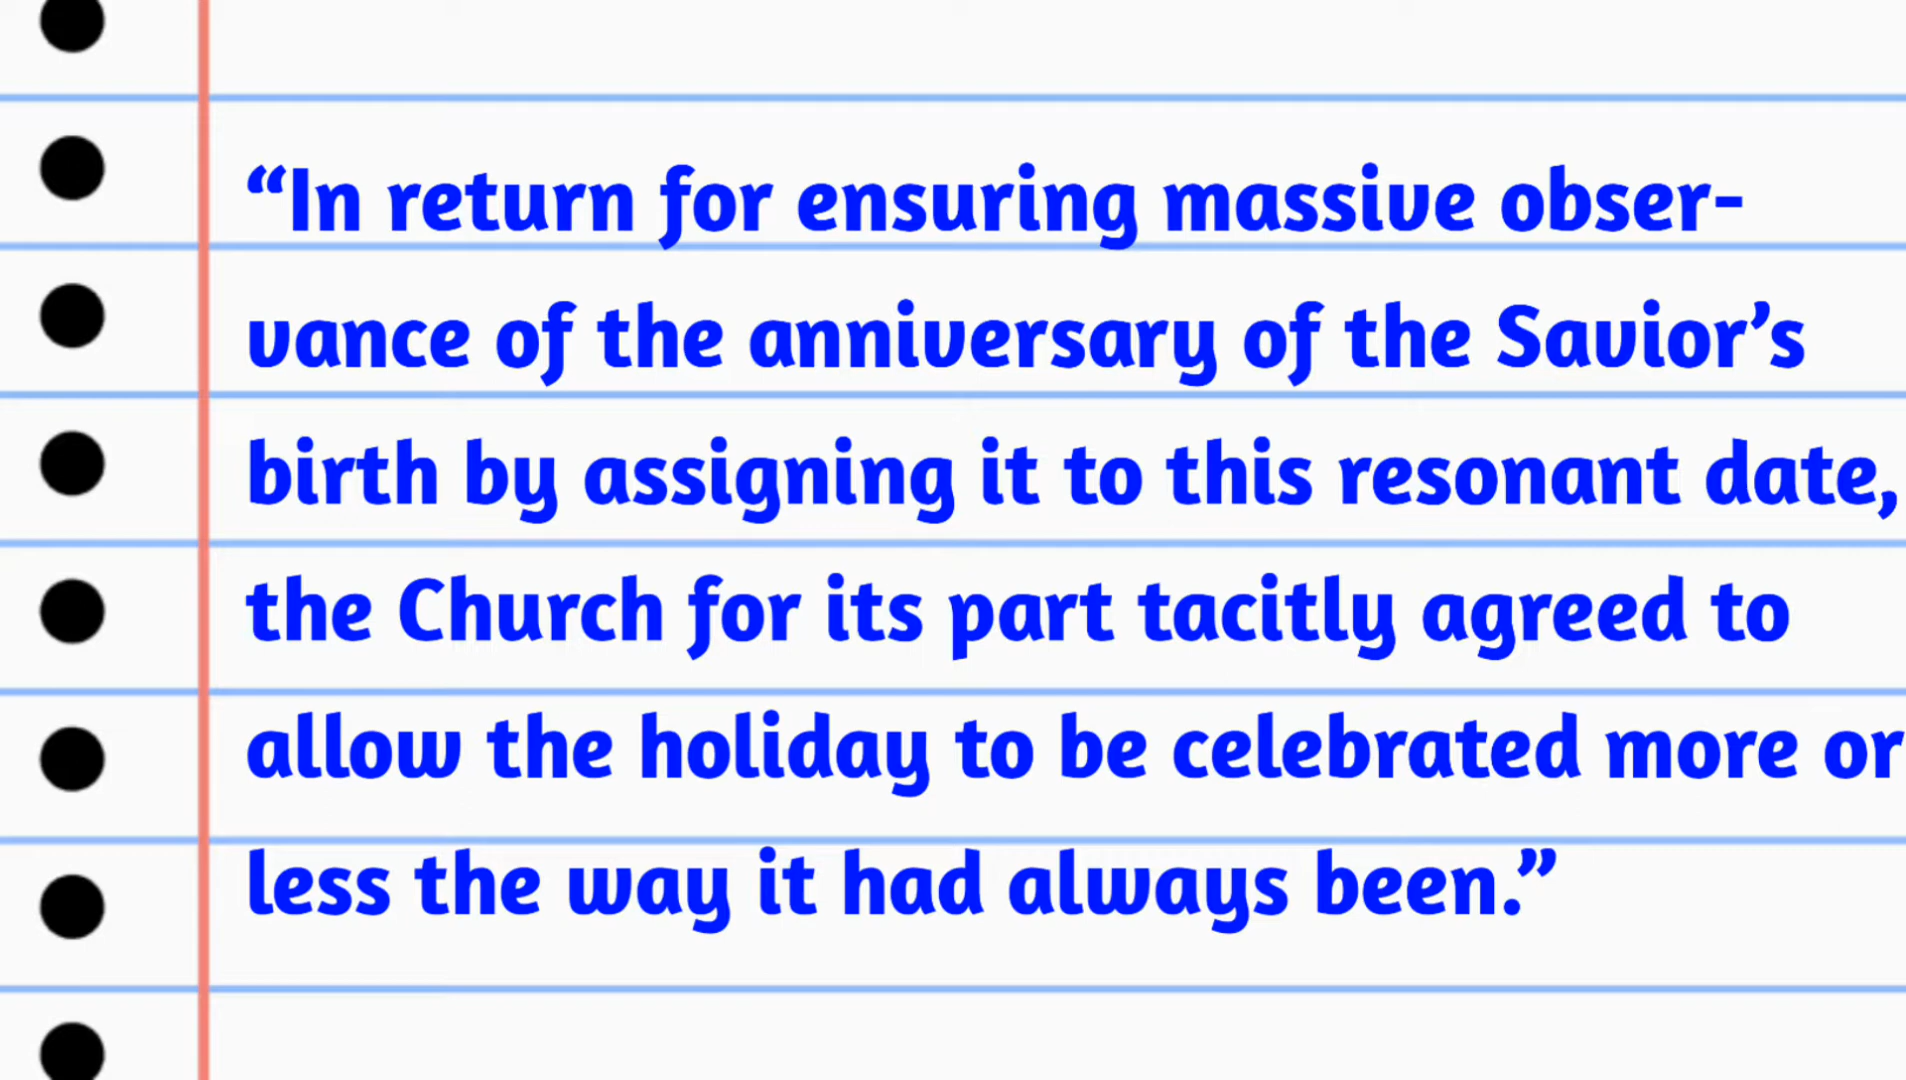 “In return for ensuring massive obser-
vance of the anniversary of the Savior’s
birth by assigning it to this resonant date,
the Church for its part tacitly agreed to
allow the holiday to be celebrated more or
less the way it had always been.”